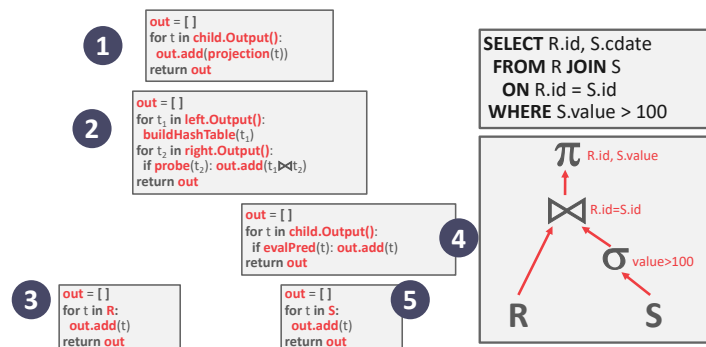 1
out = [ ]
for t in child.Output():
out.add(projection(t))
return out
2
out = [ ]
for t₁ in left.Output():
buildHashTable(t₁)
for t₂ in right.Output():
if probe(t₂): out.add(t₁⨝t₂)
return out
4
out = [ ]
for t in child.Output():
if evalPred(t): out.add(t)
return out
3
out = [ ]
for t in R:
out.add(t)
return out
5
out = [ ]
for t in S:
out.add(t)
return out
SELECT R.id, S.cdate
FROM R JOIN S
ON R.id = S.id
WHERE S.value > 100
π R.id, S.value
⨝ R.id=S.id
σ value>100
R S